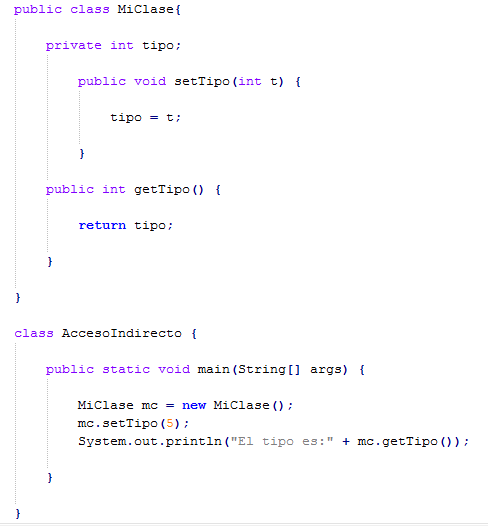 public class MiClase{
private int tipo;
public void setTipo(int t) {
tipo = t;
}
public int getTipo() {
return tipo;
}
}
class AccesoIndirecto {
public static void main(String[] args) {
MiClase mc = new MiClase();
mc.setTipo(5);
System.out.println("El tipo es:" + mc.getTipo());
}
}